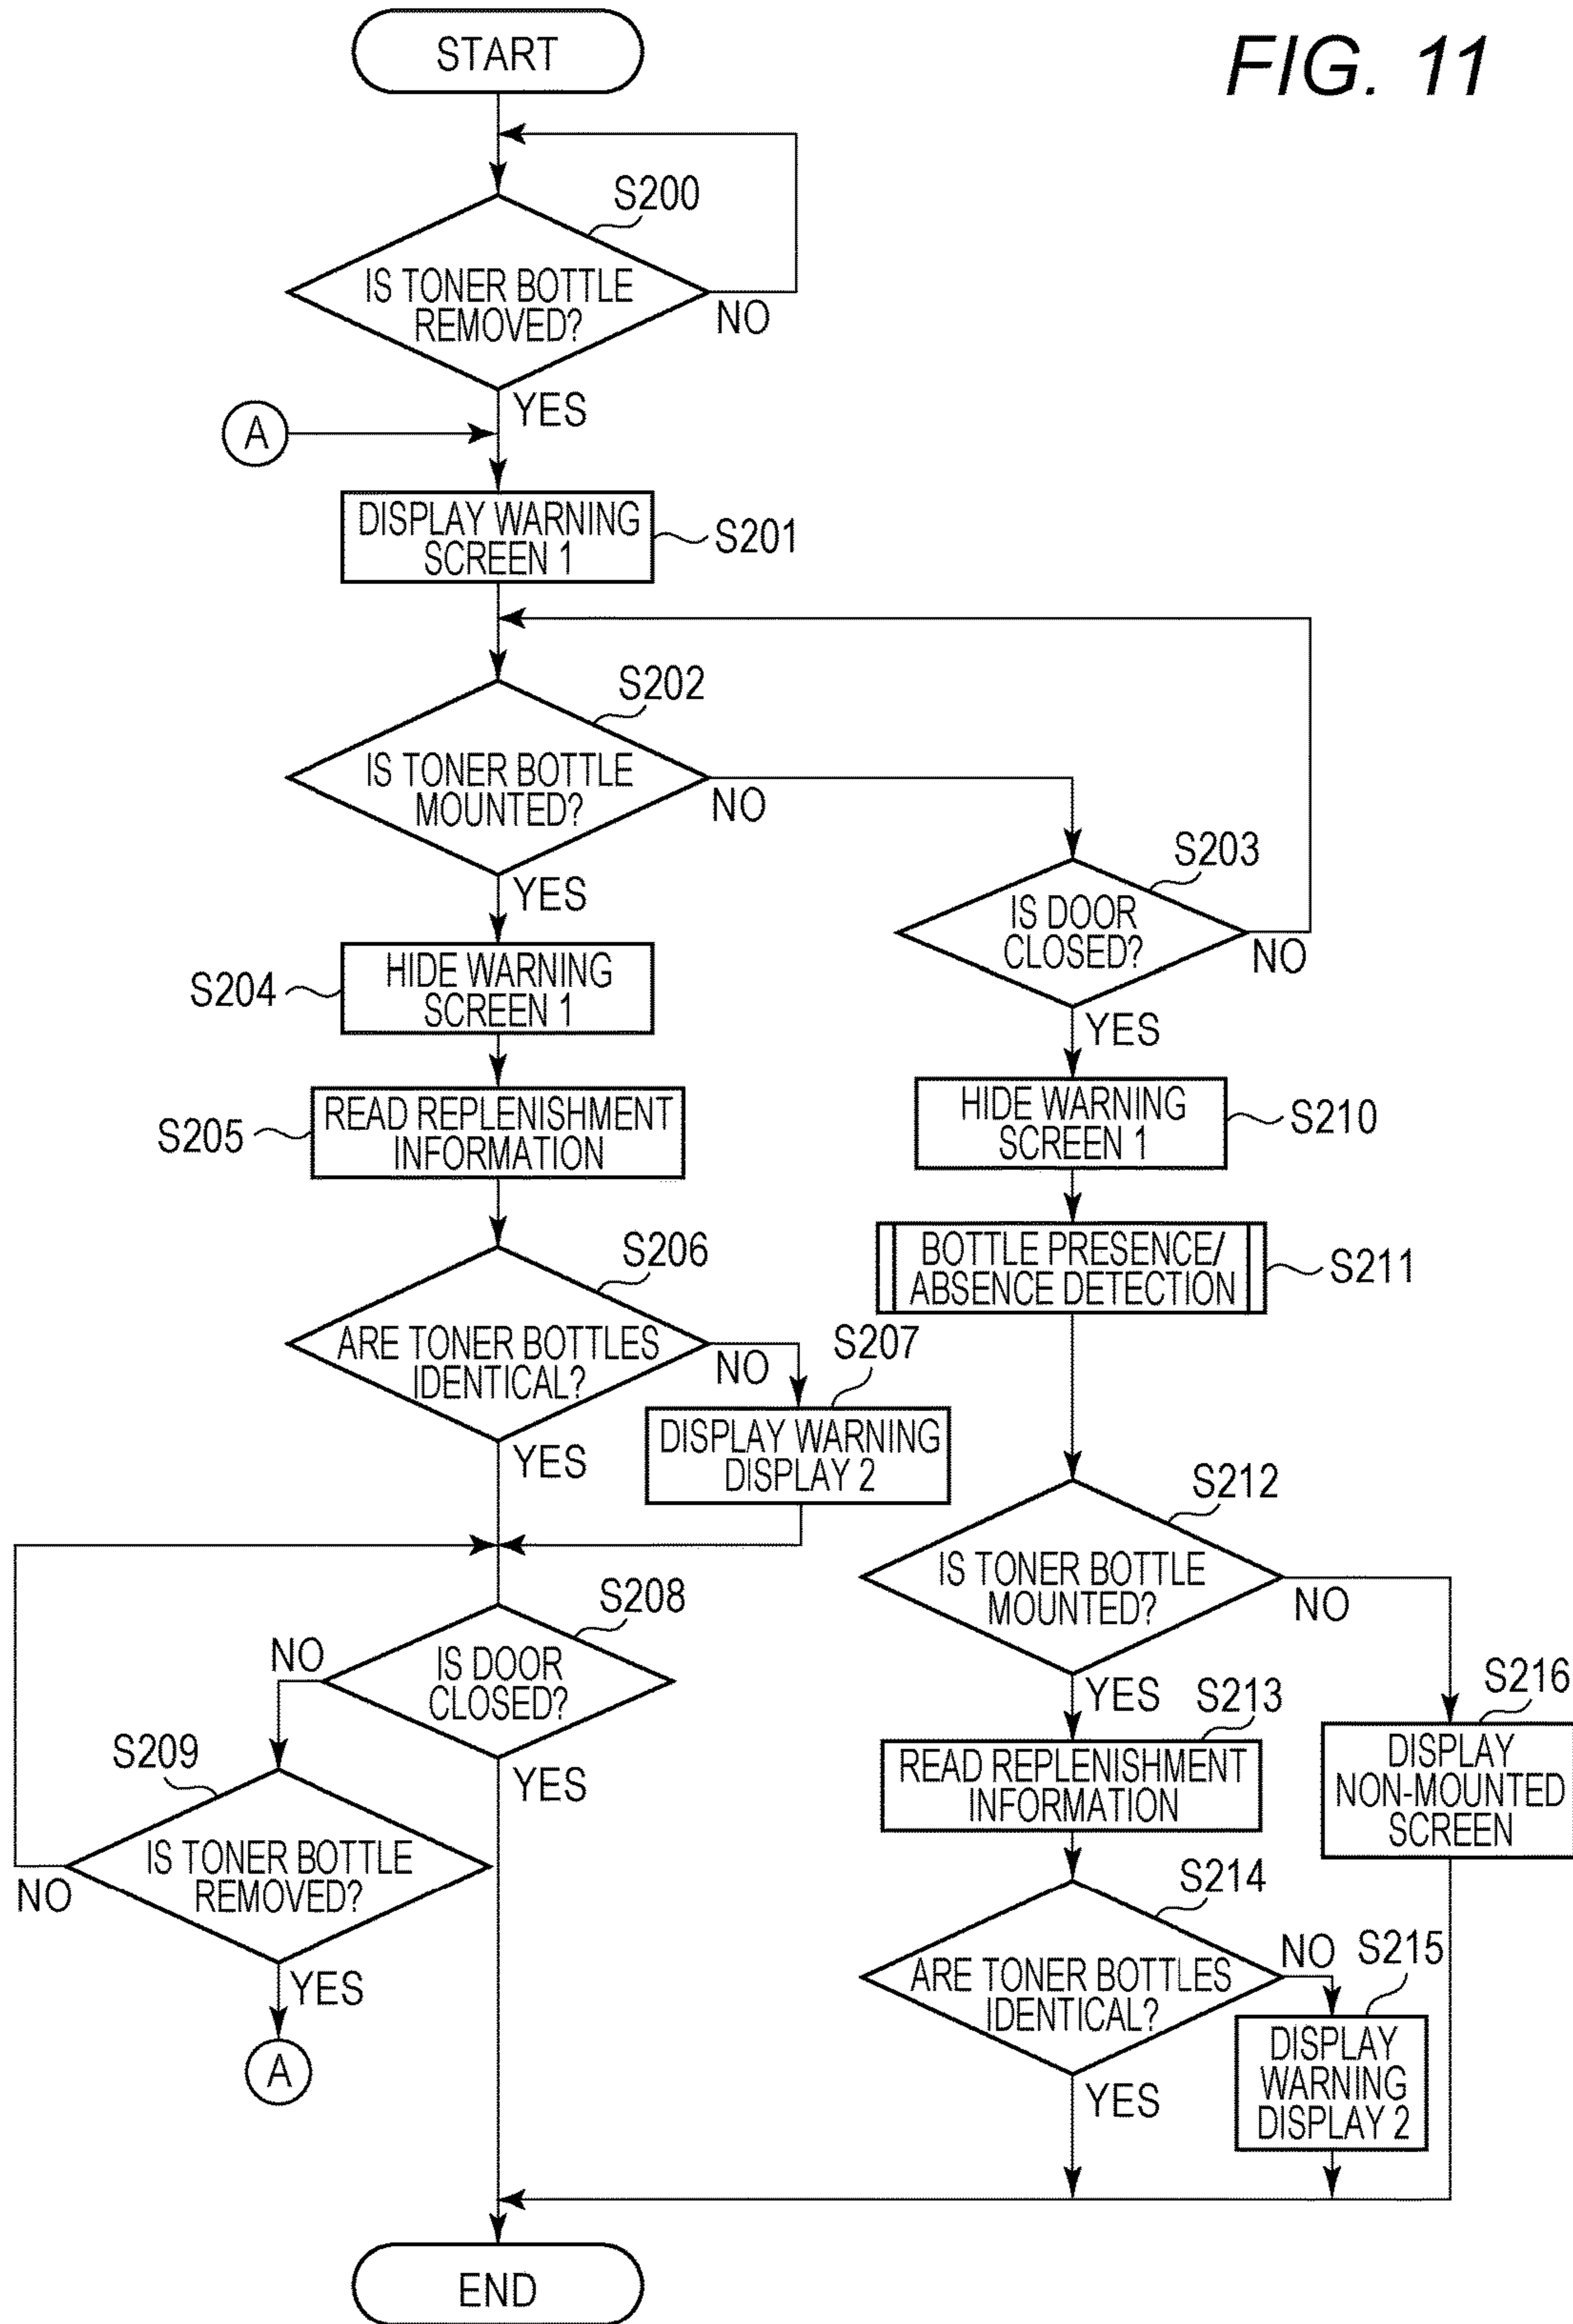 FIG. 11
START
S200
IS TONER BOTTLE
REMOVED?
NO
YES
A
DISPLAY WARNING
SCREEN 1
S201
S202
IS TONER BOTTLE
MOUNTED?
NO
YES
S203
IS DOOR
CLOSED?
NO
YES
S204
HIDE WARNING
SCREEN 1
S205
READ REPLENISHMENT
INFORMATION
HIDE WARNING
SCREEN 1
S210
BOTTLE PRESENCE/
ABSENCE DETECTION
S211
S206
ARE TONER BOTTLES
IDENTICAL?
NO
YES
S207
DISPLAY WARNING
DISPLAY 2
S208
IS DOOR
CLOSED?
NO
YES
S209
IS TONER BOTTLE
REMOVED?
NO
YES
A
S212
IS TONER BOTTLE
MOUNTED?
NO
YES
S213
READ REPLENISHMENT
INFORMATION
S216
DISPLAY
NON-MOUNTED
SCREEN
S214
ARE TONER BOTTLES
IDENTICAL?
NO
YES
S215
DISPLAY
WARNING
DISPLAY 2
END